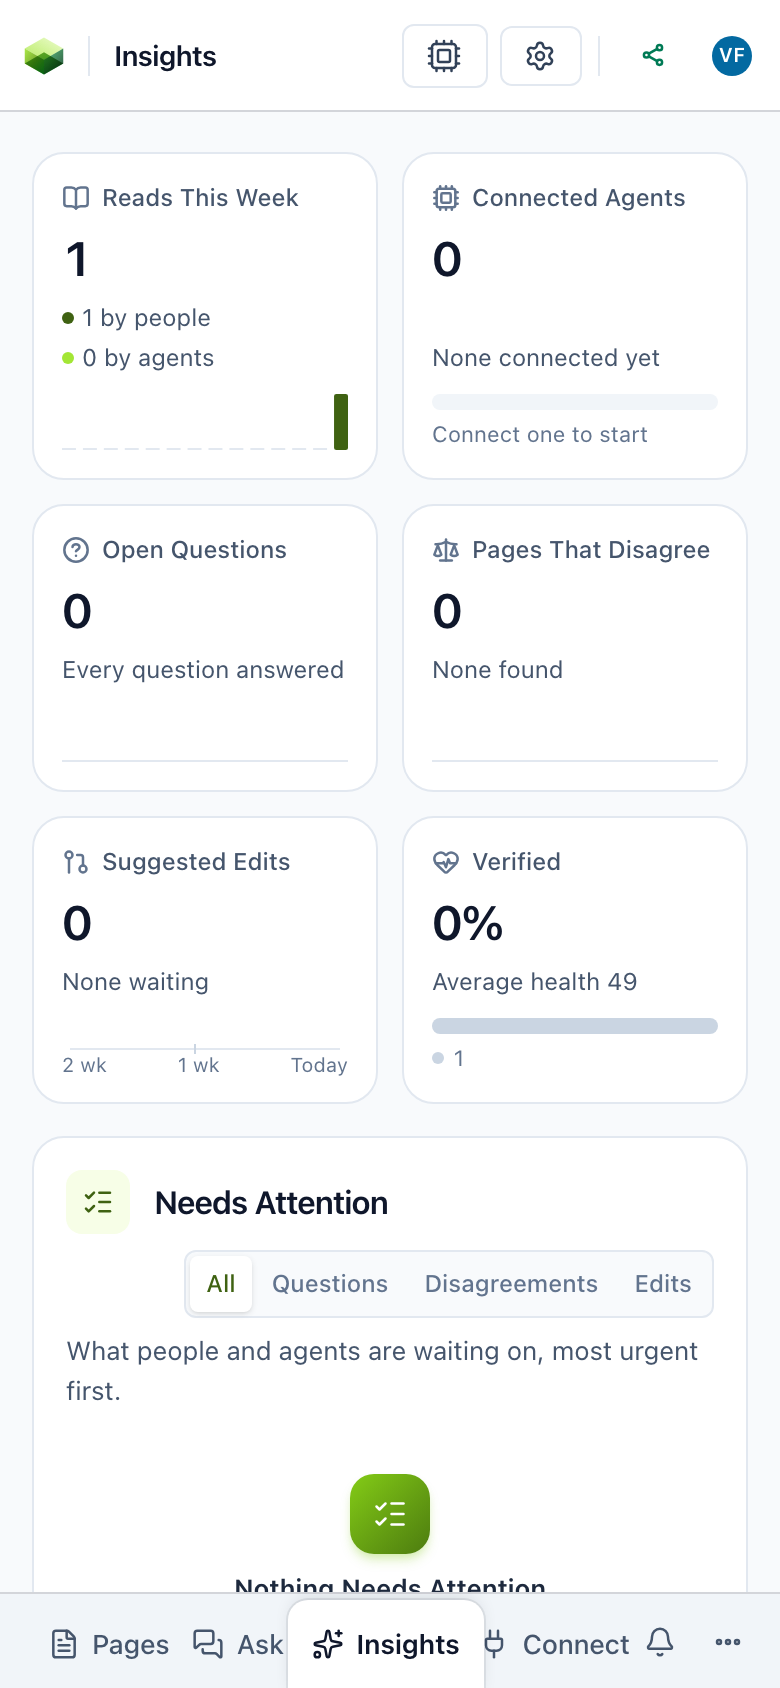 Insights
VF
Reads This Week
1
1 by people
0 by agents
Connected Agents
0
None connected yet
Connect one to start
Open Questions
0
Every question answered
Pages That Disagree
0
None found
Suggested Edits
0
None waiting
2 wk
1 wk
Today
Verified
0%
Average health 49
1
Needs Attention
All
Questions
Disagreements
Edits
What people and agents are waiting on, most urgent
first.
Nothing Needs Attention
Pages
Ask
Insights
Connect